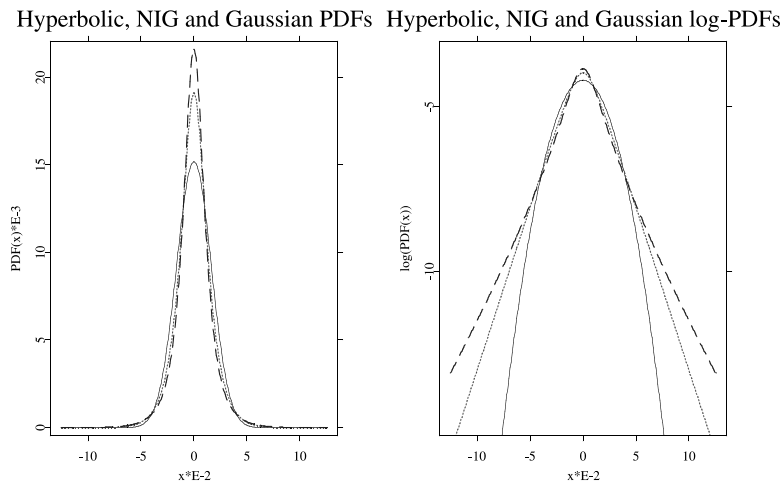 Hyperbolic, NIG and Gaussian PDFs
PDF(x)*E-3
20
15
10
5
0
-10 -5 0 5 10
x*E-2
Hyperbolic, NIG and Gaussian log-PDFs
log(PDF(x))
-5
-10
-10 -5 0 5 10
x*E-2